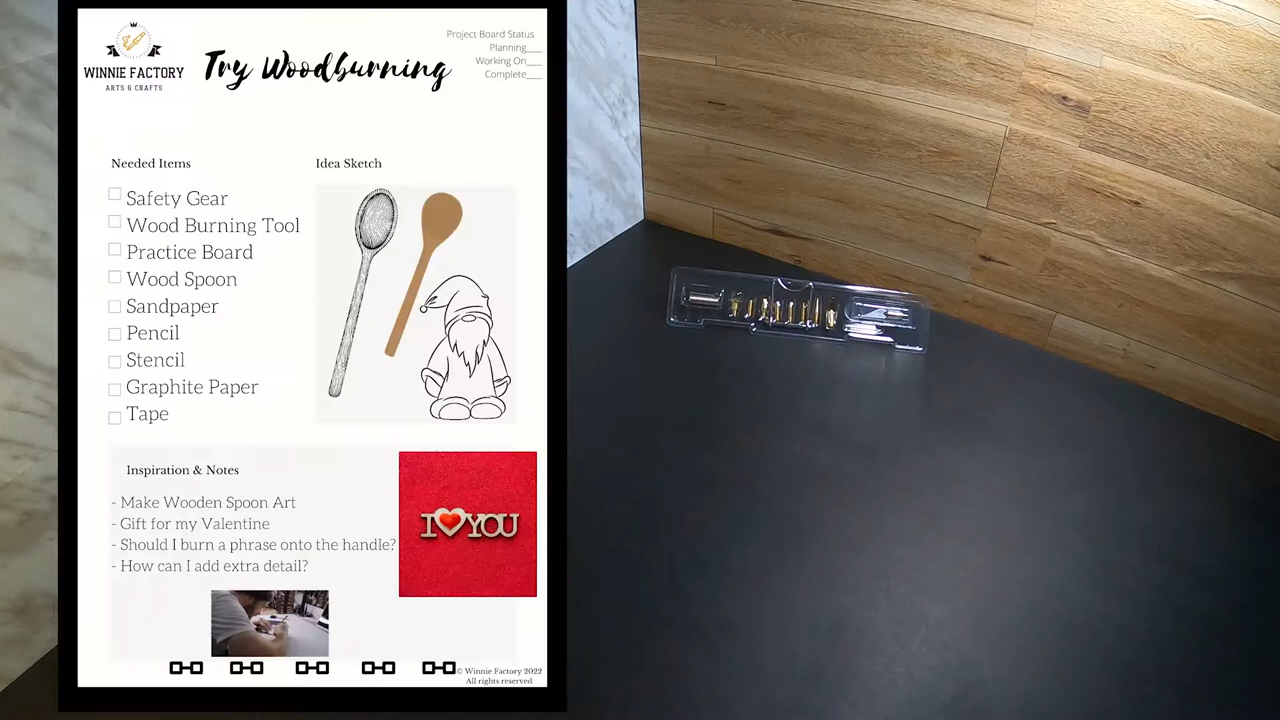 WINNIE FACTORY
ARTS & CRAFTS
Try Woodburning
Project Board Status
Planning___
Working On___
Complete___
Needed Items
Safety Gear
Wood Burning Tool
Practice Board
Wood Spoon
Sandpaper
Pencil
Stencil
Graphite Paper
Tape
Idea Sketch
Inspiration & Notes
- Make Wooden Spoon Art
- Gift for my Valentine
- Should I burn a phrase onto the handle?
- How can I add extra detail?
I YOU
© Winnie Factory 2022
All rights reserved